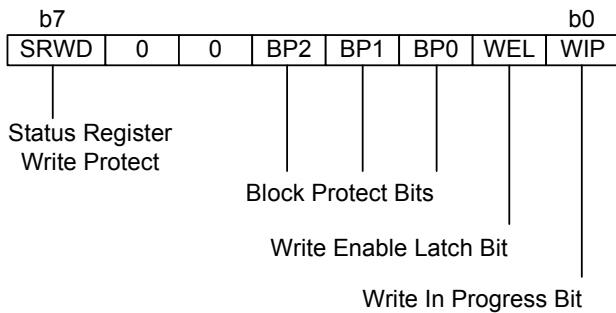 b7 b0
SRWD 0 0 BP2 BP1 BP0 WEL WIP
Status Register
Write Protect
Block Protect Bits
Write Enable Latch Bit
Write In Progress Bit